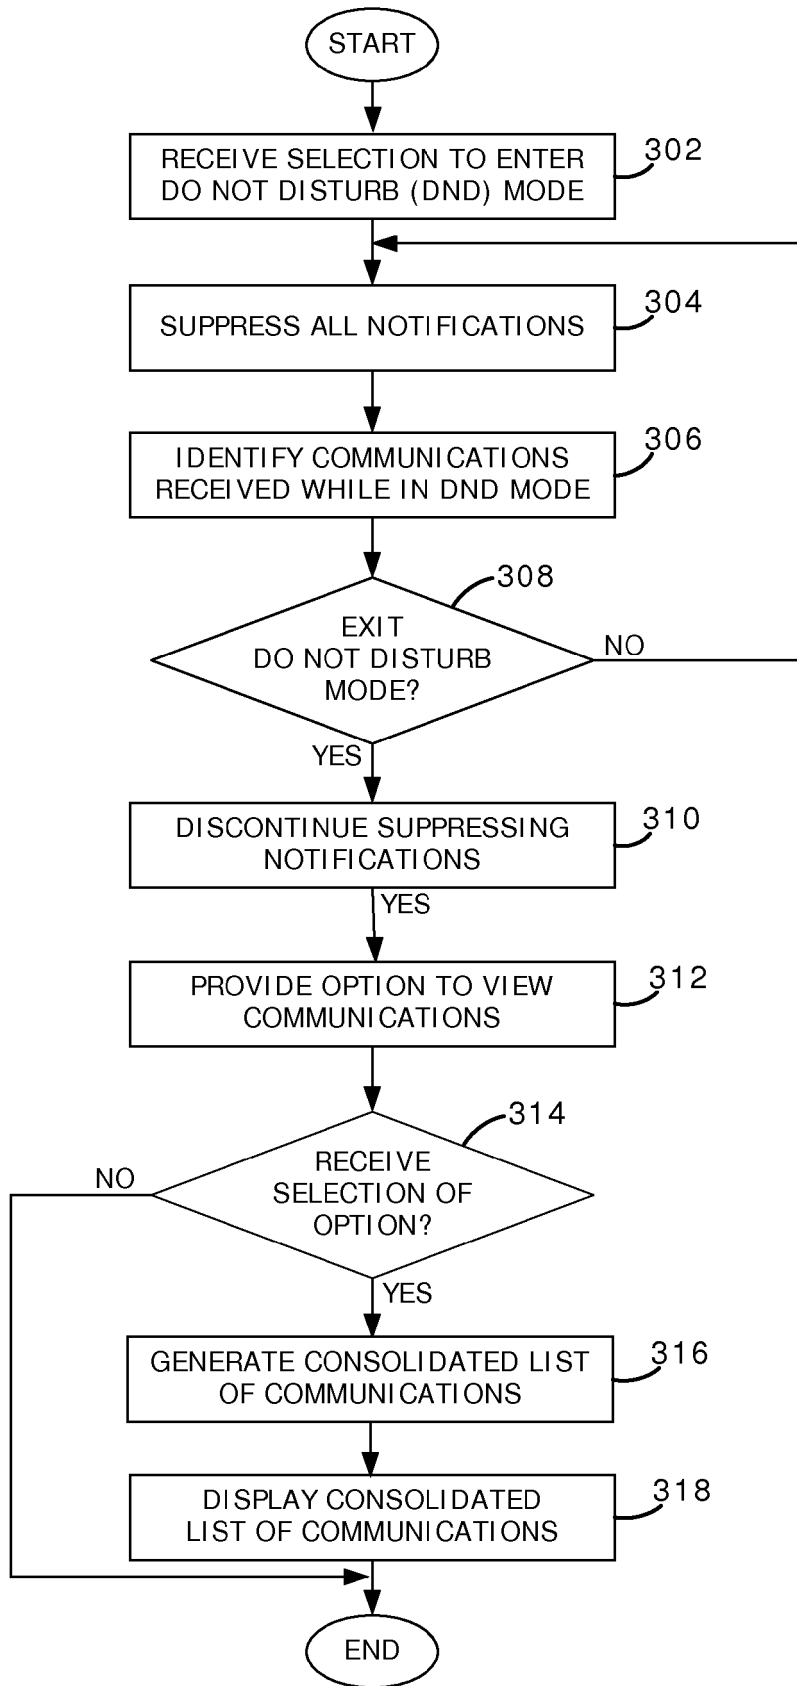 START
RECEIVE SELECTION TO ENTER
DO NOT DISTURB (DND) MODE
302
SUPPRESS ALL NOTIFICATIONS
304
IDENTIFY COMMUNICATIONS
RECEIVED WHILE IN DND MODE
306
308
EXIT
DO NOT DISTURB
MODE?
NO
YES
DISCONTINUE SUPPRESSING
NOTIFICATIONS
310
YES
PROVIDE OPTION TO VIEW
COMMUNICATIONS
312
314
RECEIVE
SELECTION OF
OPTION?
NO
YES
GENERATE CONSOLIDATED LIST
OF COMMUNICATIONS
316
DISPLAY CONSOLIDATED
LIST OF COMMUNICATIONS
318
END